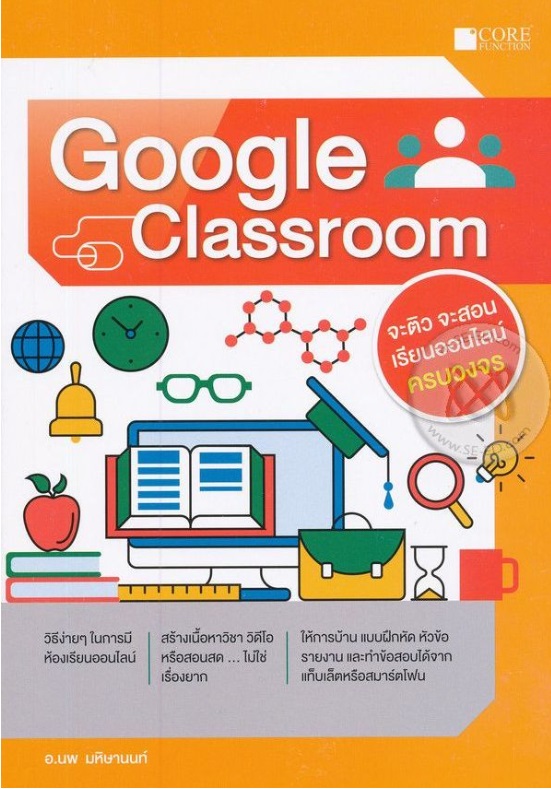 CORE
FUNCTION
Google
Classroom
จะติว จะสอน
เรียนออนไลน์
ครบวงจร
www.SE-ED.com
วิธีง่ายๆ ในการมี
ห้องเรียนออนไลน์
สร้างเนื้อหาวิชา วิดีโอ
หรือสอนสด ... ไม่ใช่
เรื่องยาก
ให้การบ้าน แบบฝึกหัด หัวข้อ
รายงาน และทำข้อสอบได้จาก
แท็บเล็ตหรือสมาร์ตโฟน
อ.นพ มหิษานนท์